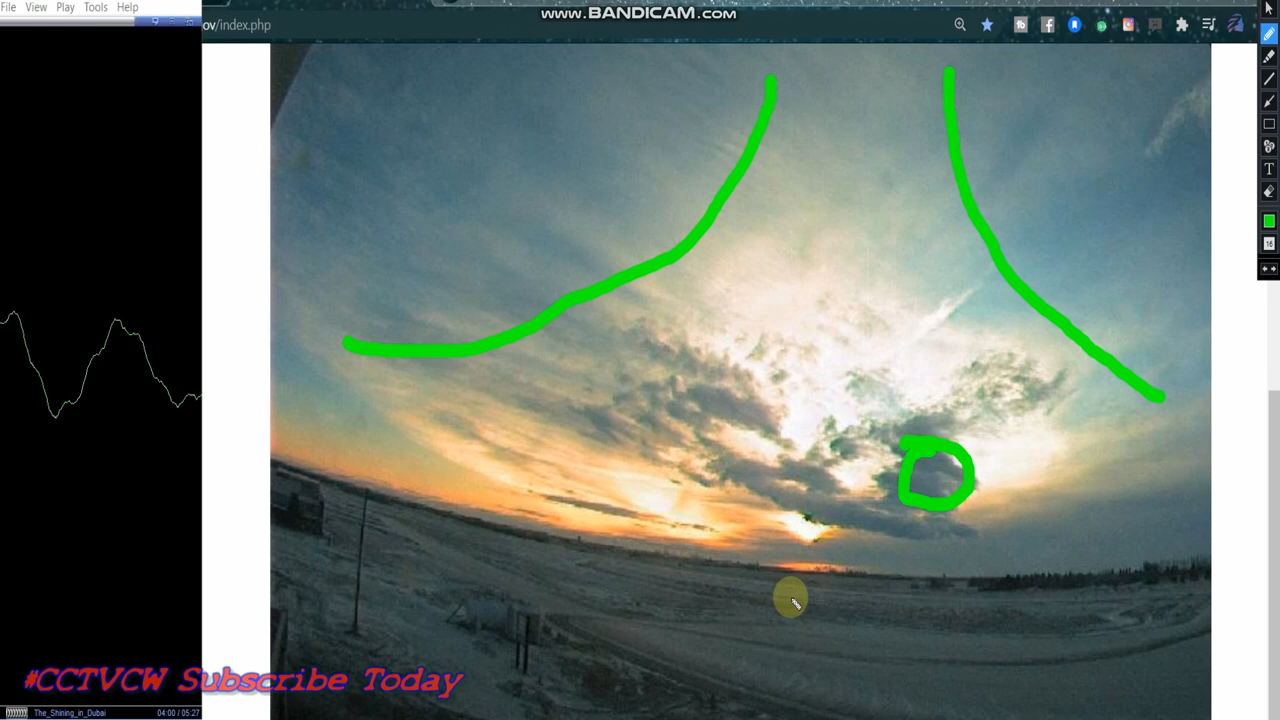 File View Play Tools Help
www.BANDICAM.com
ov/index.php
T
16
#CCTVCW Subscribe Today
The_Shining_in_Dubai 04:00 / 05:27